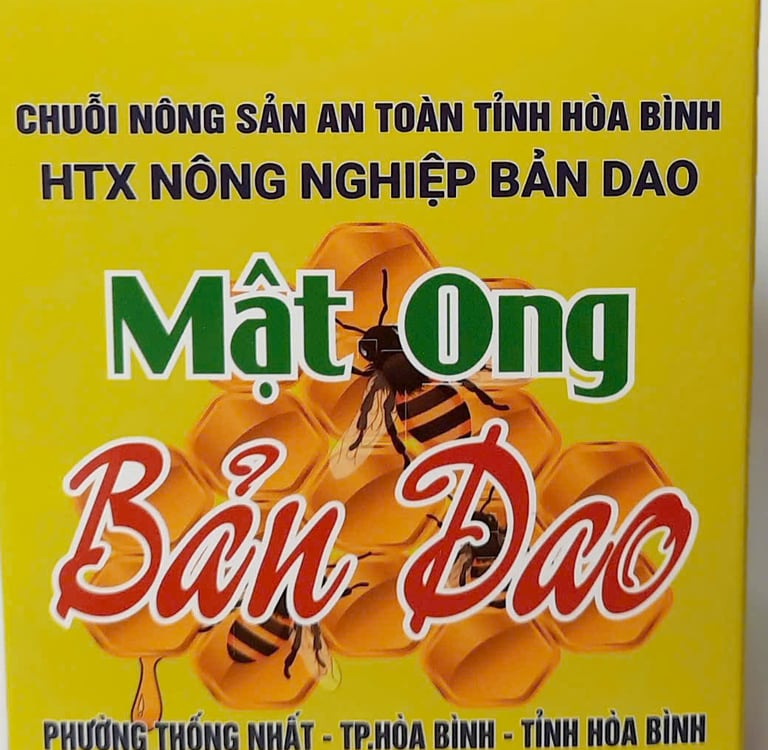 CHUỖI NÔNG SẢN AN TOÀN TỈNH HÒA BÌNH
HTX NÔNG NGHIỆP BẢN DAO
Mật Ong
Bản Dao
PHƯỜNG THỐNG NHẤT - TP.HÒA BÌNH - TỈNH HÒA BÌNH